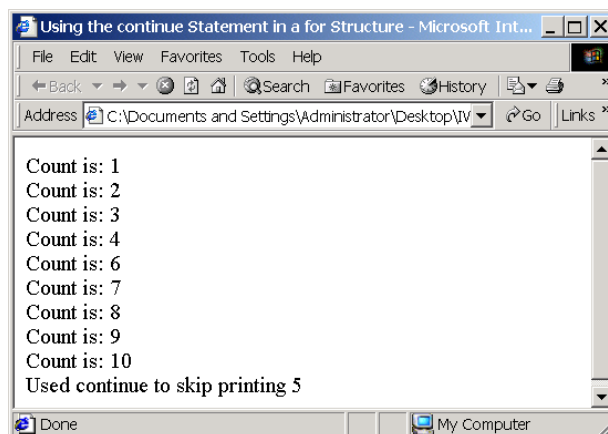 Using the continue Statement in a for Structure - Microsoft Int...
File Edit View Favorites Tools Help
Back Search Favorites History »
Address C:\Documents and Settings\Administrator\Desktop\IV Go Links »
Count is: 1
Count is: 2
Count is: 3
Count is: 4
Count is: 6
Count is: 7
Count is: 8
Count is: 9
Count is: 10
Used continue to skip printing 5
Done My Computer